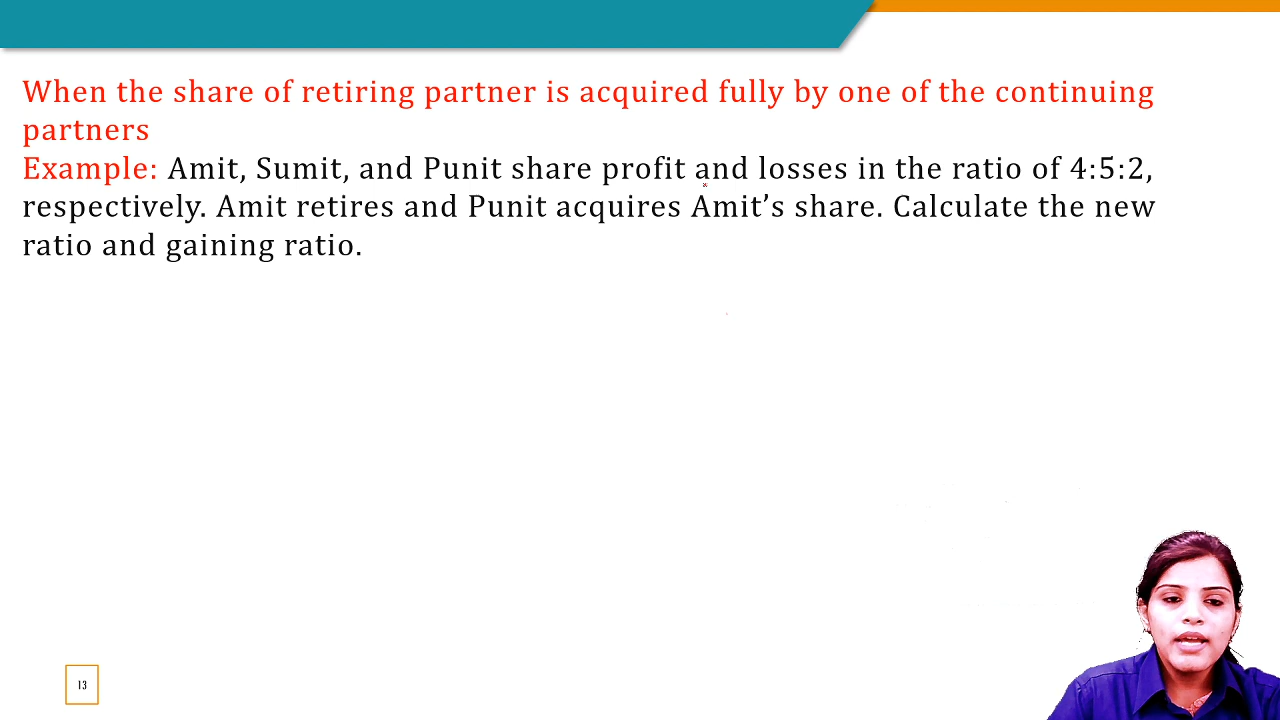 When the share of retiring partner is acquired fully by one of the continuing
partners
Example: Amit, Sumit, and Punit share profit and losses in the ratio of 4:5:2,
respectively. Amit retires and Punit acquires Amit’s share. Calculate the new
ratio and gaining ratio.
13